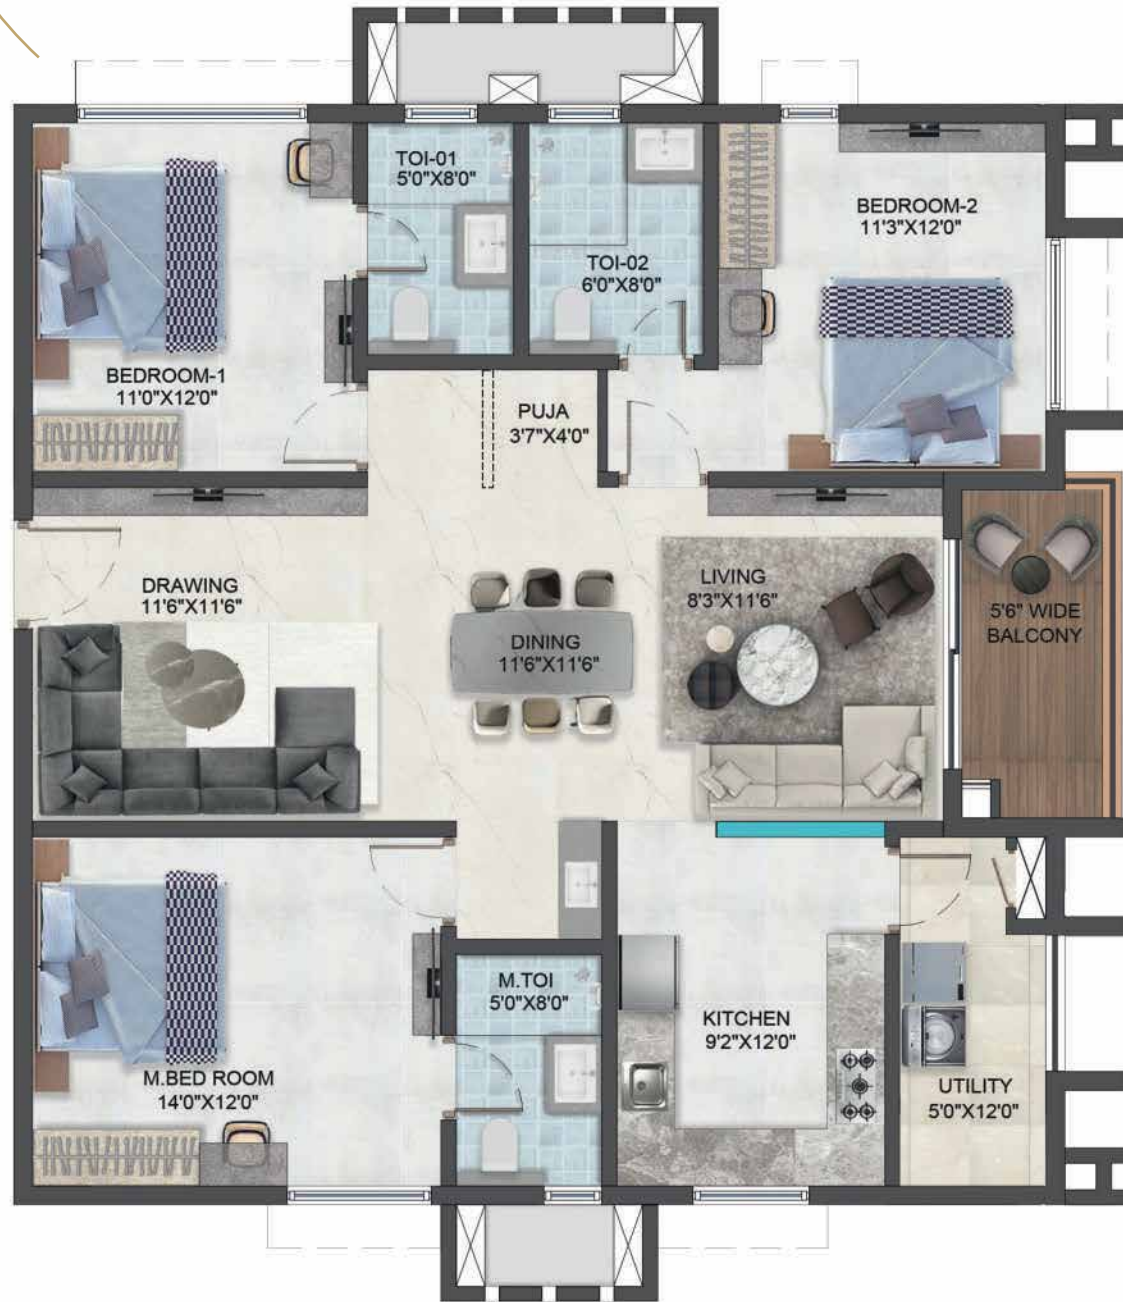 TOI-01
5'0"X8'0"
TOI-02
6'0"X8'0"
BEDROOM-2
11'3"X12'0"
BEDROOM-1
11'0"X12'0"
PUJA
3'7"X4'0"
DRAWING
11'6"X11'6"
DINING
11'6"X11'6"
LIVING
8'3"X11'6"
5'6" WIDE
BALCONY
M.BED ROOM
14'0"X12'0"
M.TOI
5'0"X8'0"
KITCHEN
9'2"X12'0"
UTILITY
5'0"X12'0"